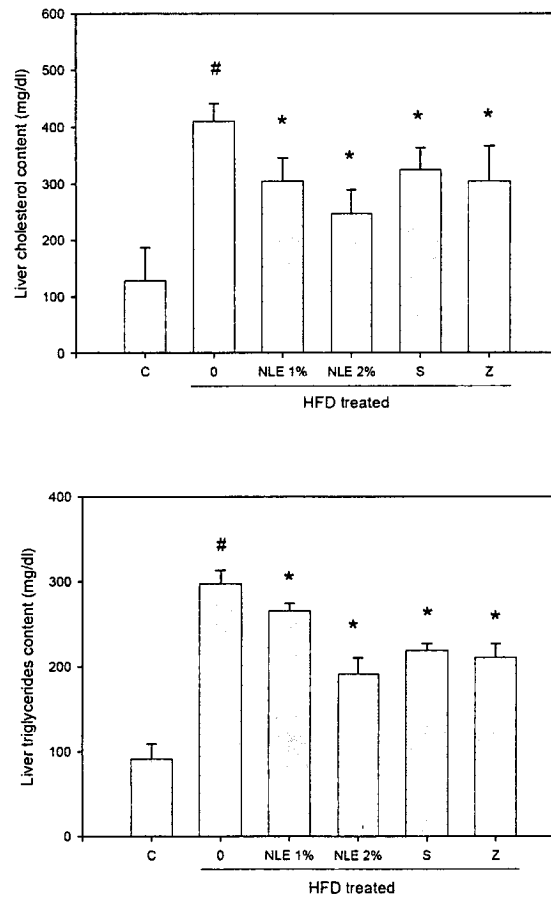 Liver cholesterol content (mg/dl)
600
500
400
300
200
100
0
#
*
*
*
*
C
0
NLE 1%
NLE 2%
S
Z
HFD treated
Liver triglycerides content (mg/dl)
400
300
200
100
0
#
*
*
*
*
C
0
NLE 1%
NLE 2%
S
Z
HFD treated